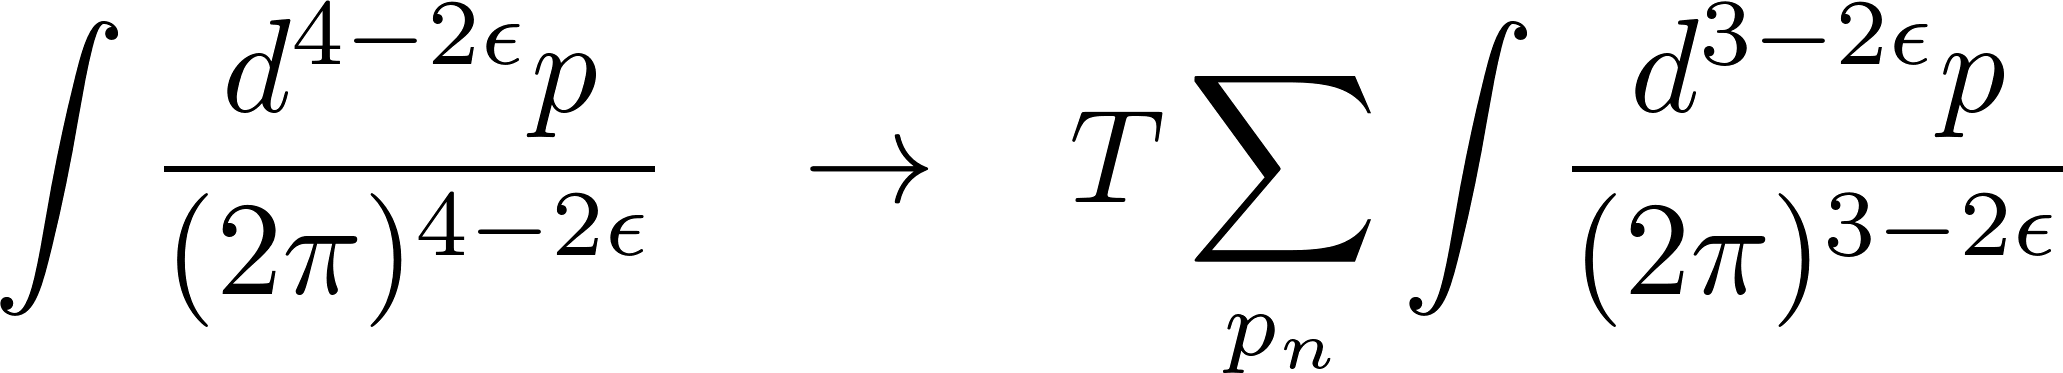 ∫ d^{4−2ϵ}p / (2π)^{4−2ϵ} → T ∑_{p_n} ∫ d^{3−2ϵ}p / (2π)^{3−2ϵ}